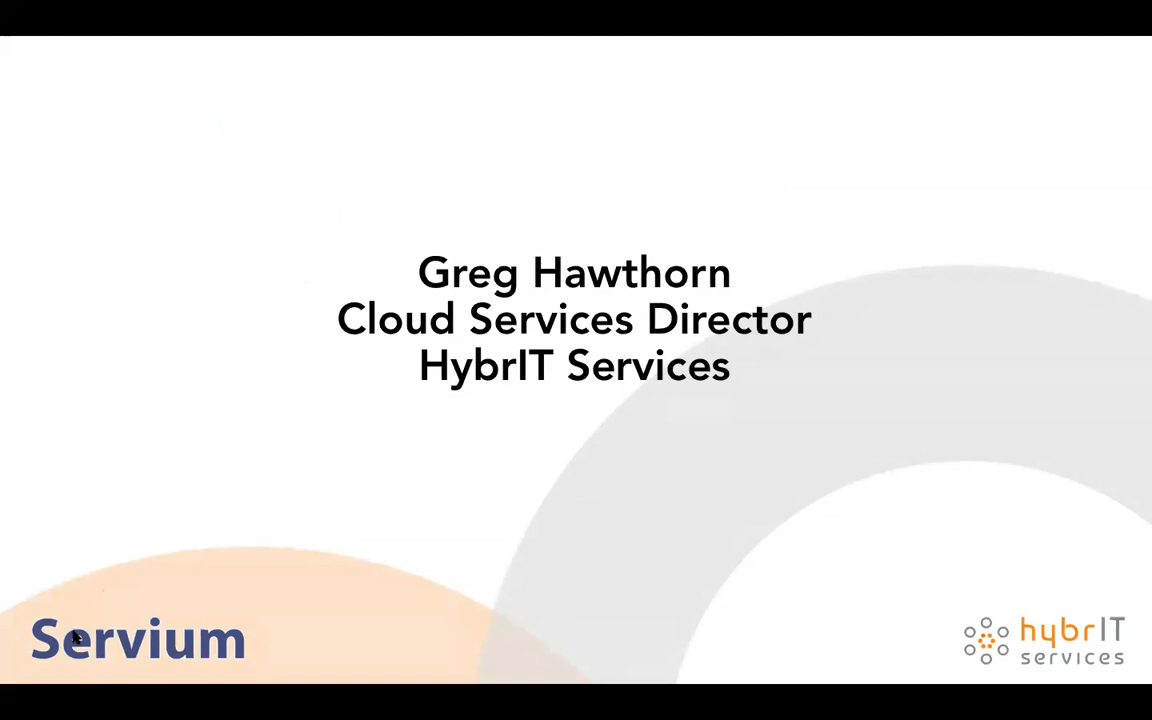 Greg Hawthorn
Cloud Services Director
HybrIT Services
Servium
hybrIT
services